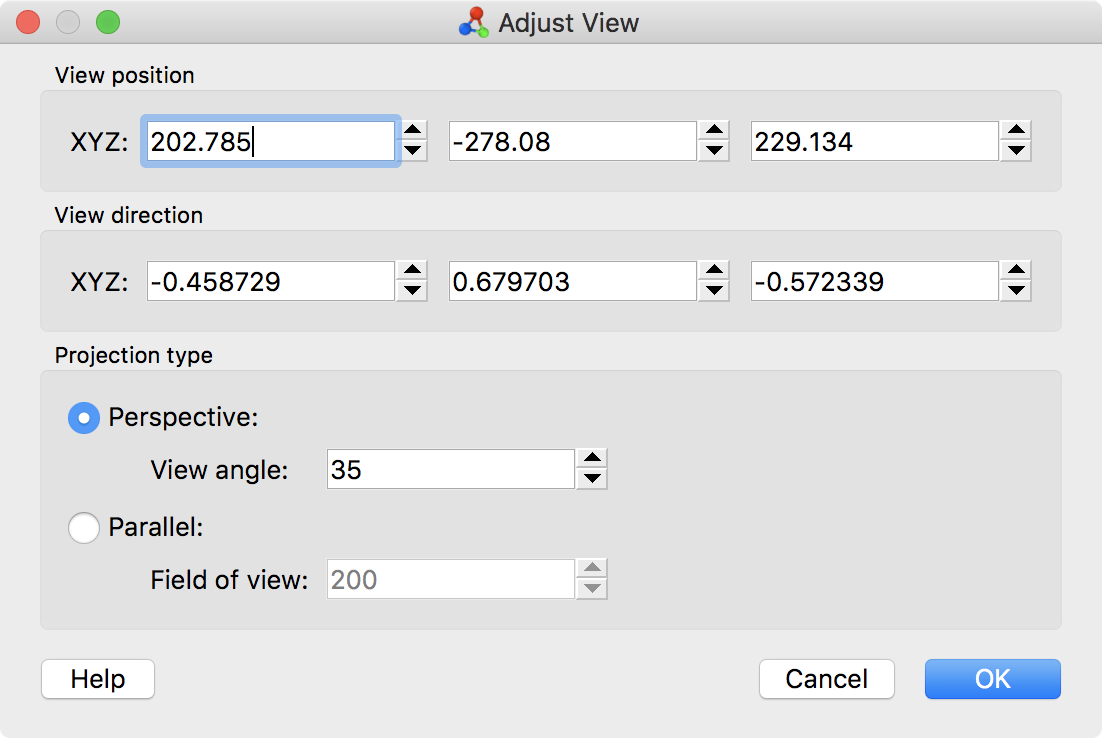 Adjust View
View position
XYZ: 202.785 -278.08 229.134
View direction
XYZ: -0.458729 0.679703 -0.572339
Projection type
Perspective:
View angle: 35
Parallel:
Field of view: 200
Help Cancel OK